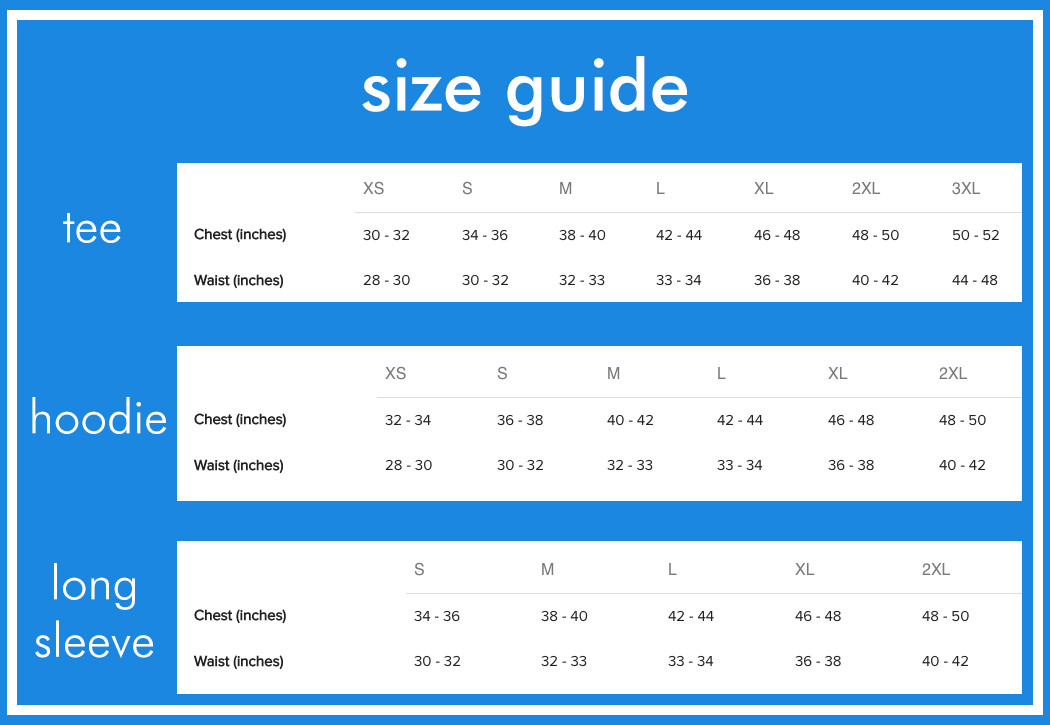 size guide
tee
XS S M L XL 2XL 3XL
Chest (inches) 30 - 32 34 - 36 38 - 40 42 - 44 46 - 48 48 - 50 50 - 52
Waist (inches) 28 - 30 30 - 32 32 - 33 33 - 34 36 - 38 40 - 42 44 - 48
hoodie
XS S M L XL 2XL
Chest (inches) 32 - 34 36 - 38 40 - 42 42 - 44 46 - 48 48 - 50
Waist (inches) 28 - 30 30 - 32 32 - 33 33 - 34 36 - 38 40 - 42
long
sleeve
S M L XL 2XL
Chest (inches) 34 - 36 38 - 40 42 - 44 46 - 48 48 - 50
Waist (inches) 30 - 32 32 - 33 33 - 34 36 - 38 40 - 42